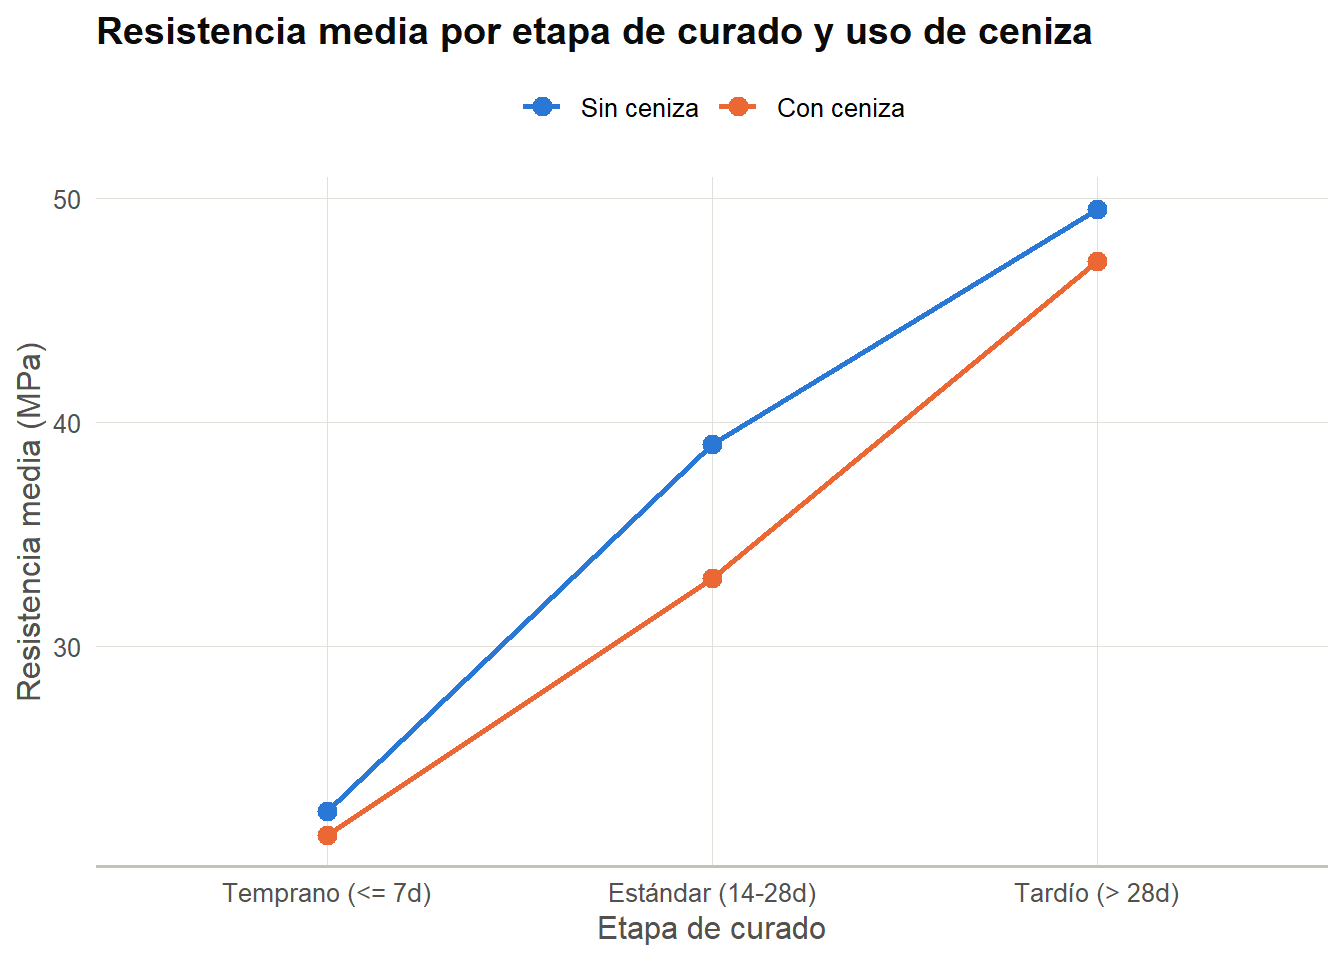 Resistencia media por etapa de curado y uso de ceniza
Sin ceniza Con ceniza
50
40
30
Resistencia media (MPa)
Temprano (<= 7d) Estándar (14-28d) Tardío (> 28d)
Etapa de curado